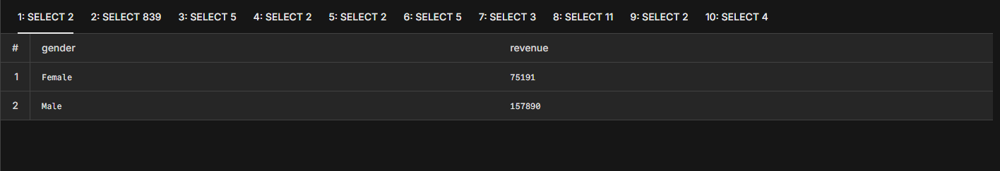 1: SELECT 2 2: SELECT 839 3: SELECT 5 4: SELECT 2 5: SELECT 2 6: SELECT 5 7: SELECT 3 8: SELECT 11 9: SELECT 2 10: SELECT 4
# gender revenue
1 Female 75191
2 Male 157890